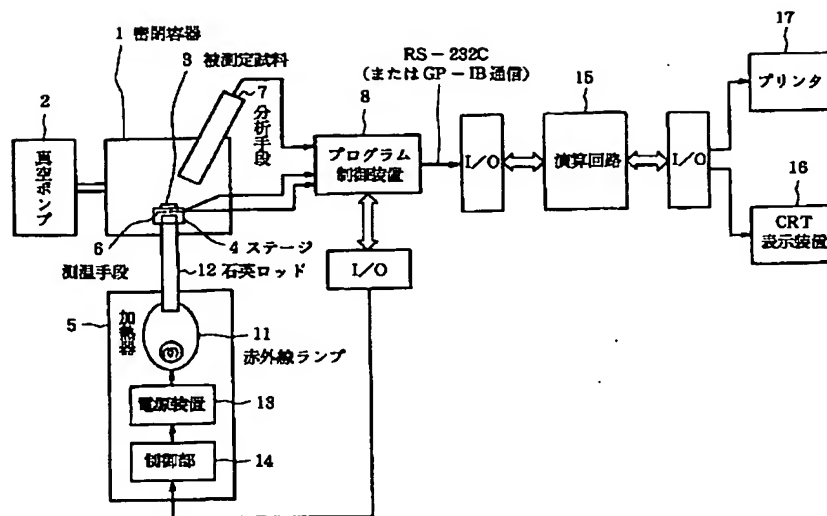 1 密閉容器
3 被測定試料
7 分析手段
2
真空ポンプ
RS-232C
(またはGP-IB通信)
8
プログラム
制御装置
I/O
15
演算回路
I/O
17
プリンタ
16
CRT
表示装置
6
測温手段
4 ステージ
12 石英ロッド
I/O
5
加熱器
11
赤外線ランプ
電源装置
13
制御部
14